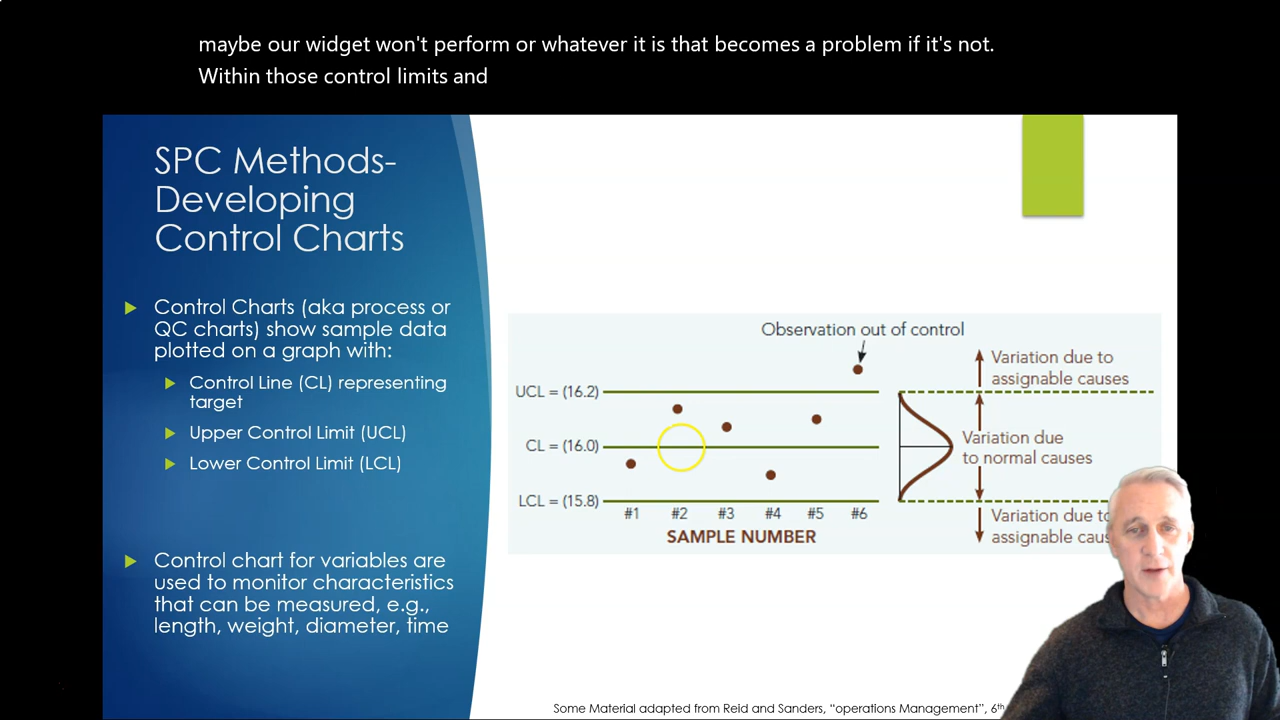 maybe our widget won't perform or whatever it is that becomes a problem if it's not.
Within those control limits and
SPC Methods-
Developing
Control Charts
Control Charts (aka process or
QC charts) show sample data
plotted on a graph with:
Control Line (CL) representing
target
Upper Control Limit (UCL)
Lower Control Limit (LCL)
Control chart for variables are
used to monitor characteristics
that can be measured, e.g.,
length, weight, diameter, time
Observation out of control
UCL = (16.2)
CL = (16.0)
LCL = (15.8)
#1 #2 #3 #4 #5 #6
SAMPLE NUMBER
Variation due to
assignable causes
Variation due
to normal causes
Variation due
assignable
Some Material adapted from Reid and Sanders, “operations Management”, 6th